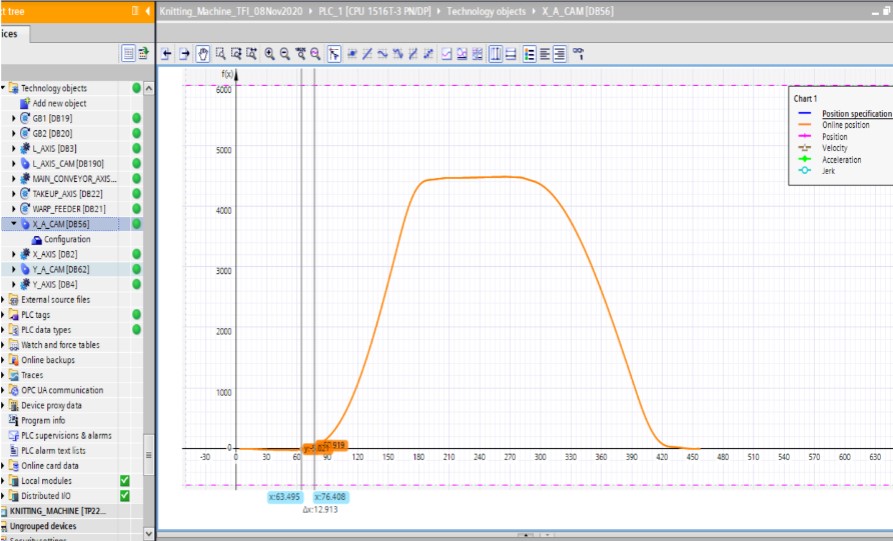 t tree
Knitting_Machine_TFI_08Nov2020 ▸ PLC_1 [CPU 1516T-3 PN/DP] ▸ Technology objects ▸ X_A_CAM [DB56]
ices
Technology objects
Add new object
GB1 [DB19]
GB2 [DB20]
L_AXIS [DB3]
L_AXIS_CAM [DB190]
MAIN_CONVEYOR_AXIS...
TAKEUP_AXIS [DB22]
WARP_FEEDER [DB21]
X_A_CAM [DB56]
Configuration
X_AXIS [DB2]
Y_A_CAM [DB62]
Y_AXIS [DB4]
External source files
PLC tags
PLC data types
Watch and force tables
Online backups
Traces
OPC UA communication
Device proxy data
Program info
PLC supervisions & alarms
PLC alarm text lists
Online card data
Local modules
Distributed I/O
KNITTING_MACHINE [TP22...
Ungrouped devices
Security settings
f(x)
6000
5000
4000
3000
2000
1000
0
-30 0 30 60 90 120 150 180 210 240 270 300 330 360 390 420 450 480 510 540 570 600 630
x:63.495 x:76.408
Δx:12.913
Chart 1
Position specification
Online position
Position
Velocity
Acceleration
Jerk